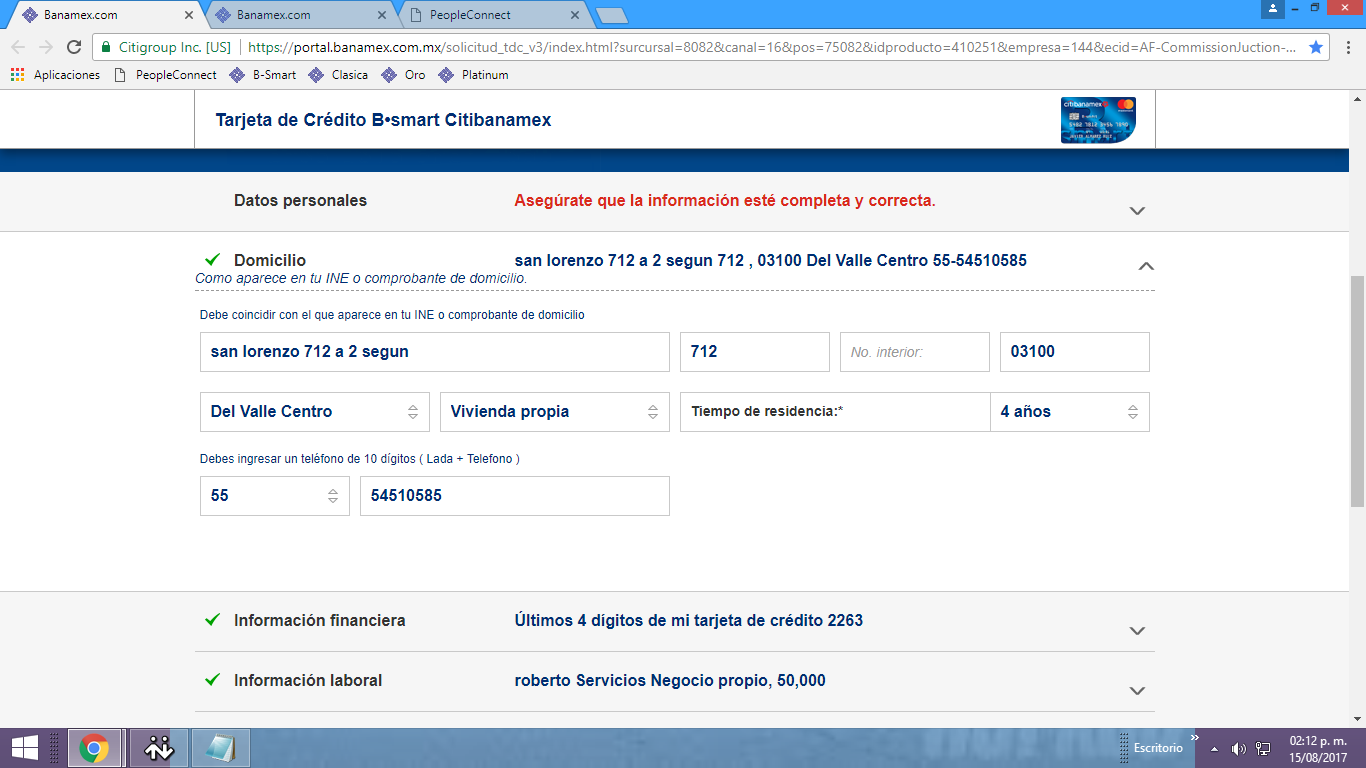 Banamex.com
Banamex.com
PeopleConnect
Citigroup Inc. [US]
https://portal.banamex.com.mx/solicitud_tdc_v3/index.html?surcursal=8082&canal=16&pos=75082&idproducto=410251&empresa=144&ecid=AF-CommissionJuction-...
Aplicaciones PeopleConnect B-Smart Clasica Oro Platinum
Tarjeta de Crédito B•smart Citibanamex
citibanamex
Datos personales Asegúrate que la información esté completa y correcta.
Domicilio san lorenzo 712 a 2 segun 712 , 03100 Del Valle Centro 55-54510585
Como aparece en tu INE o comprobante de domicilio.
Debe coincidir con el que aparece en tu INE o comprobante de domicilio
san lorenzo 712 a 2 segun 712 No. interior: 03100
Del Valle Centro Vivienda propia Tiempo de residencia:* 4 años
Debes ingresar un teléfono de 10 dígitos ( Lada + Telefono )
55 54510585
Información financiera Últimos 4 dígitos de mi tarjeta de crédito 2263
Información laboral roberto Servicios Negocio propio, 50,000
Escritorio
02:12 p. m.
15/08/2017